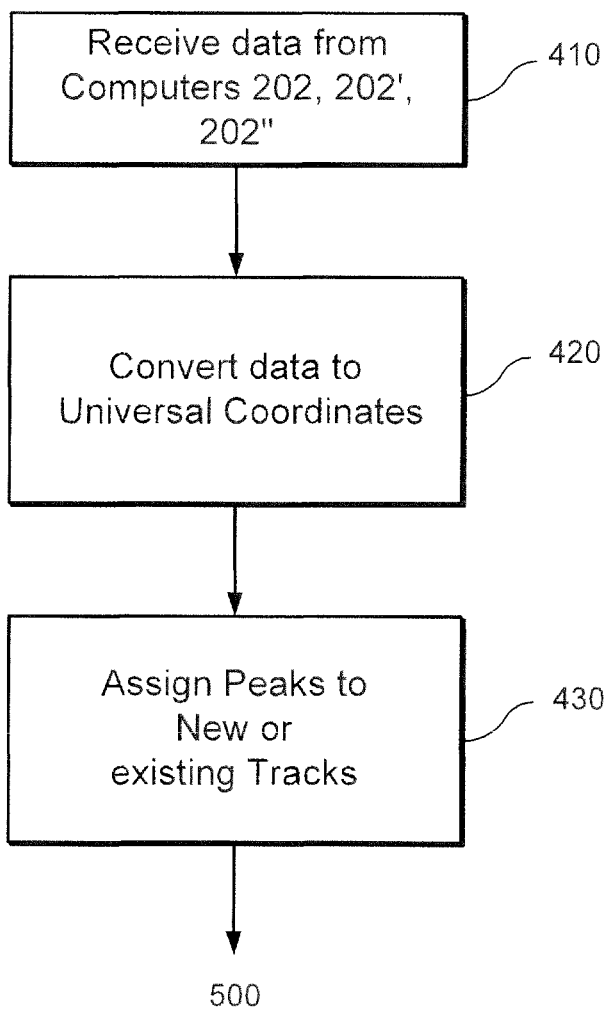 Receive data from
Computers 202, 202',
202"
410
Convert data to
Universal Coordinates
420
Assign Peaks to
New or
existing Tracks
430
500